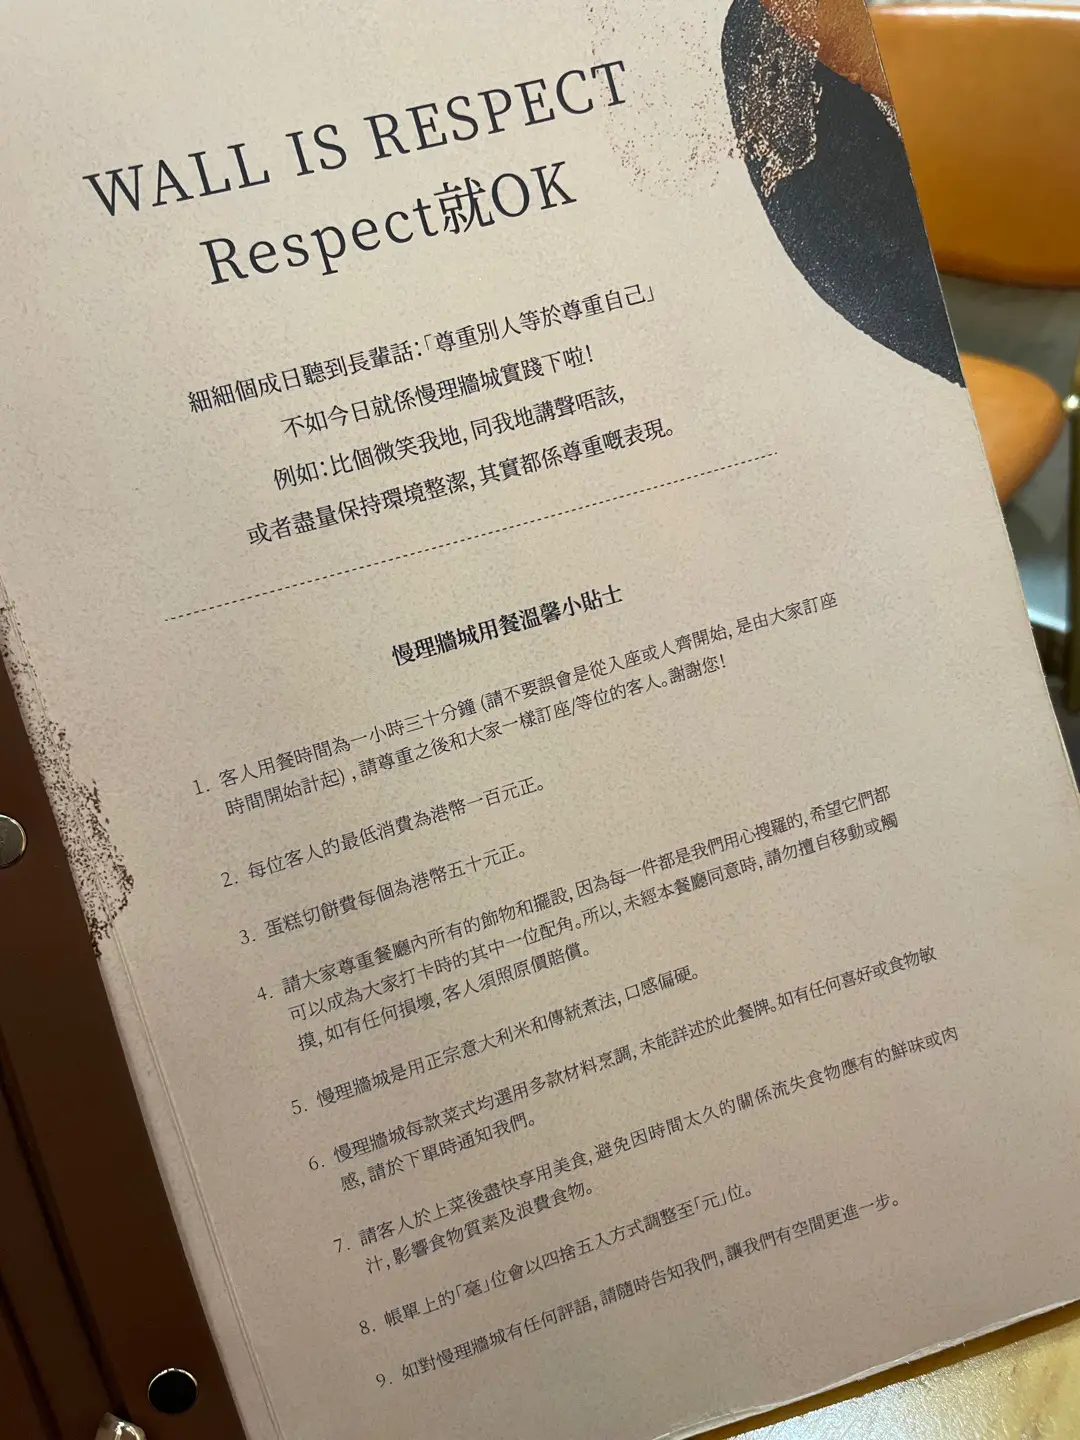 WALL IS RESPECT
Respect就OK
細細個成日聽到長輩話：「尊重別人等於尊重自己」
不如今日就係慢理牆城實踐下啦！
例如：比個微笑我地，同我地講聲唔該，
或者盡量保持環境整潔，其實都係尊重嘅表現。
慢理牆城用餐溫馨小貼士
1. 客人用餐時間為一小時三十分鐘 (請不要誤會是從入座或人齊開始，是由大家訂座
時間開始計起)，請尊重之後和大家一樣訂座/等位的客人。謝謝您！
2. 每位客人的最低消費為港幣一百元正。
3. 蛋糕切餅費每個為港幣五十元正。
4. 請大家尊重餐廳內所有的飾物和擺設，因為每一件都是我們用心搜羅的，希望它們都
可以成為大家打卡時的其中一位配角。所以，未經本餐廳同意時，請勿擅自移動或觸
摸，如有任何損壞，客人須照原價賠償。
5. 慢理牆城是用正宗意大利米和傳統煮法，口感偏硬。
6. 慢理牆城每款菜式均選用多款材料烹調，未能詳述於此餐牌。如有任何喜好或食物敏
感，請於下單時通知我們。
7. 請客人於上菜後盡快享用美食，避免因時間太久的關係流失食物應有的鮮味或肉
汁，影響食物質素及浪費食物。
8. 帳單上的「毫」位會以四捨五入方式調整至「元」位。
9. 如對慢理牆城有任何評語，請隨時告知我們，讓我們有空間更進一步。